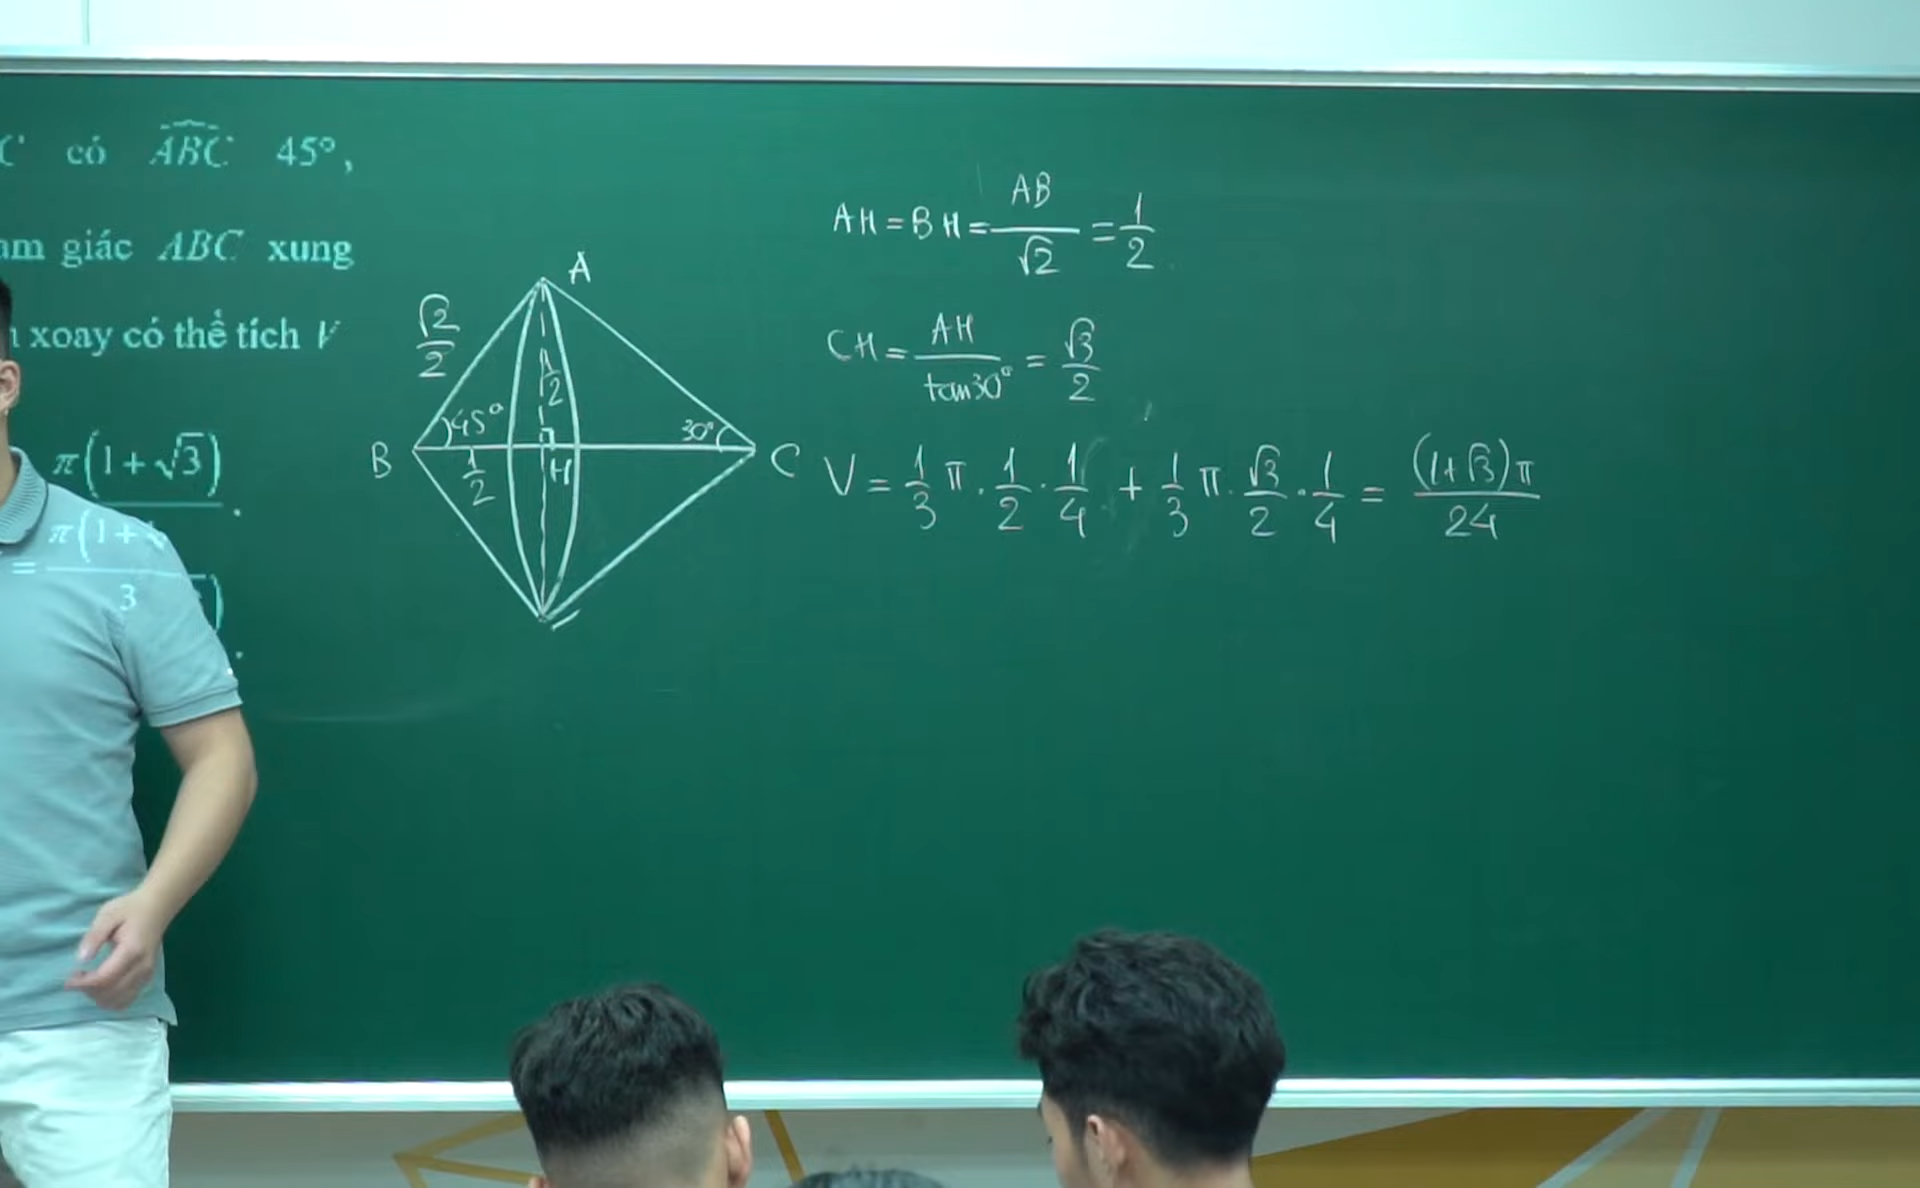 có ABC 45°,
giác ABC xung
xoay có thể tích V
π(1+√3)
.
π(1+
=
3
)
.
A
√2/2
1/2
45°
30°
B
1/2
H
C
AH = BH = AB/√2 = 1/2
CH = AH/tan30° = √3/2
V = 1/3 π . 1/2 . 1/4 + 1/3 π . √3/2 . 1/4 = (1+√3)π/24